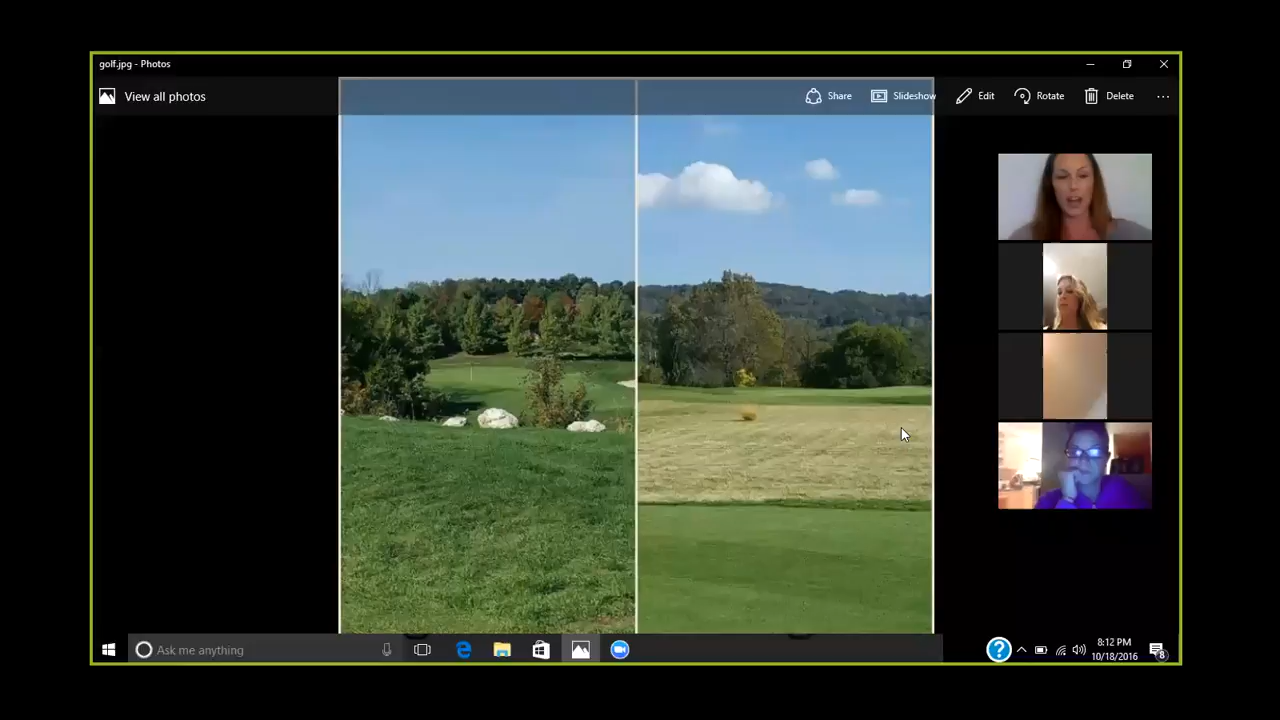 golf.jpg - Photos
View all photos
Share
Slideshow
Edit
Rotate
Delete
Ask me anything
8:12 PM
10/18/2016
8